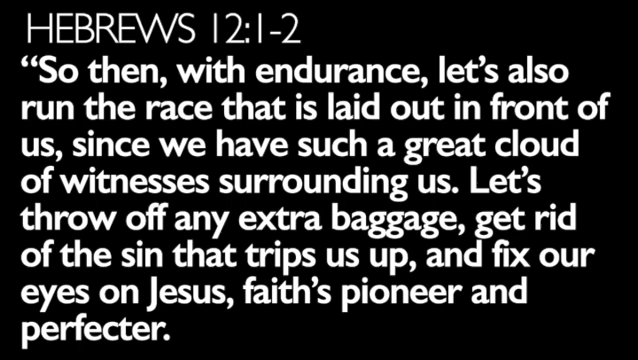 HEBREWS 12:1-2
“So then, with endurance, let’s also
run the race that is laid out in front of
us, since we have such a great cloud
of witnesses surrounding us. Let’s
throw off any extra baggage, get rid
of the sin that trips us up, and fix our
eyes on Jesus, faith’s pioneer and
perfecter.